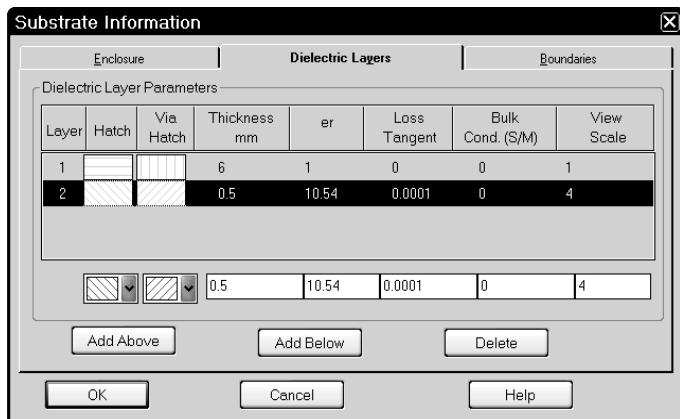 Substrate Information
Enclosure Dielectric Layers Boundaries
Dielectric Layer Parameters
Layer Hatch Via Hatch Thickness mm er Loss Tangent Bulk Cond. (S/M) View Scale
1 6 1 0 0 1
2 0.5 10.54 0.0001 0 4
0.5 10.54 0.0001 0 4
Add Above Add Below Delete
OK Cancel Help